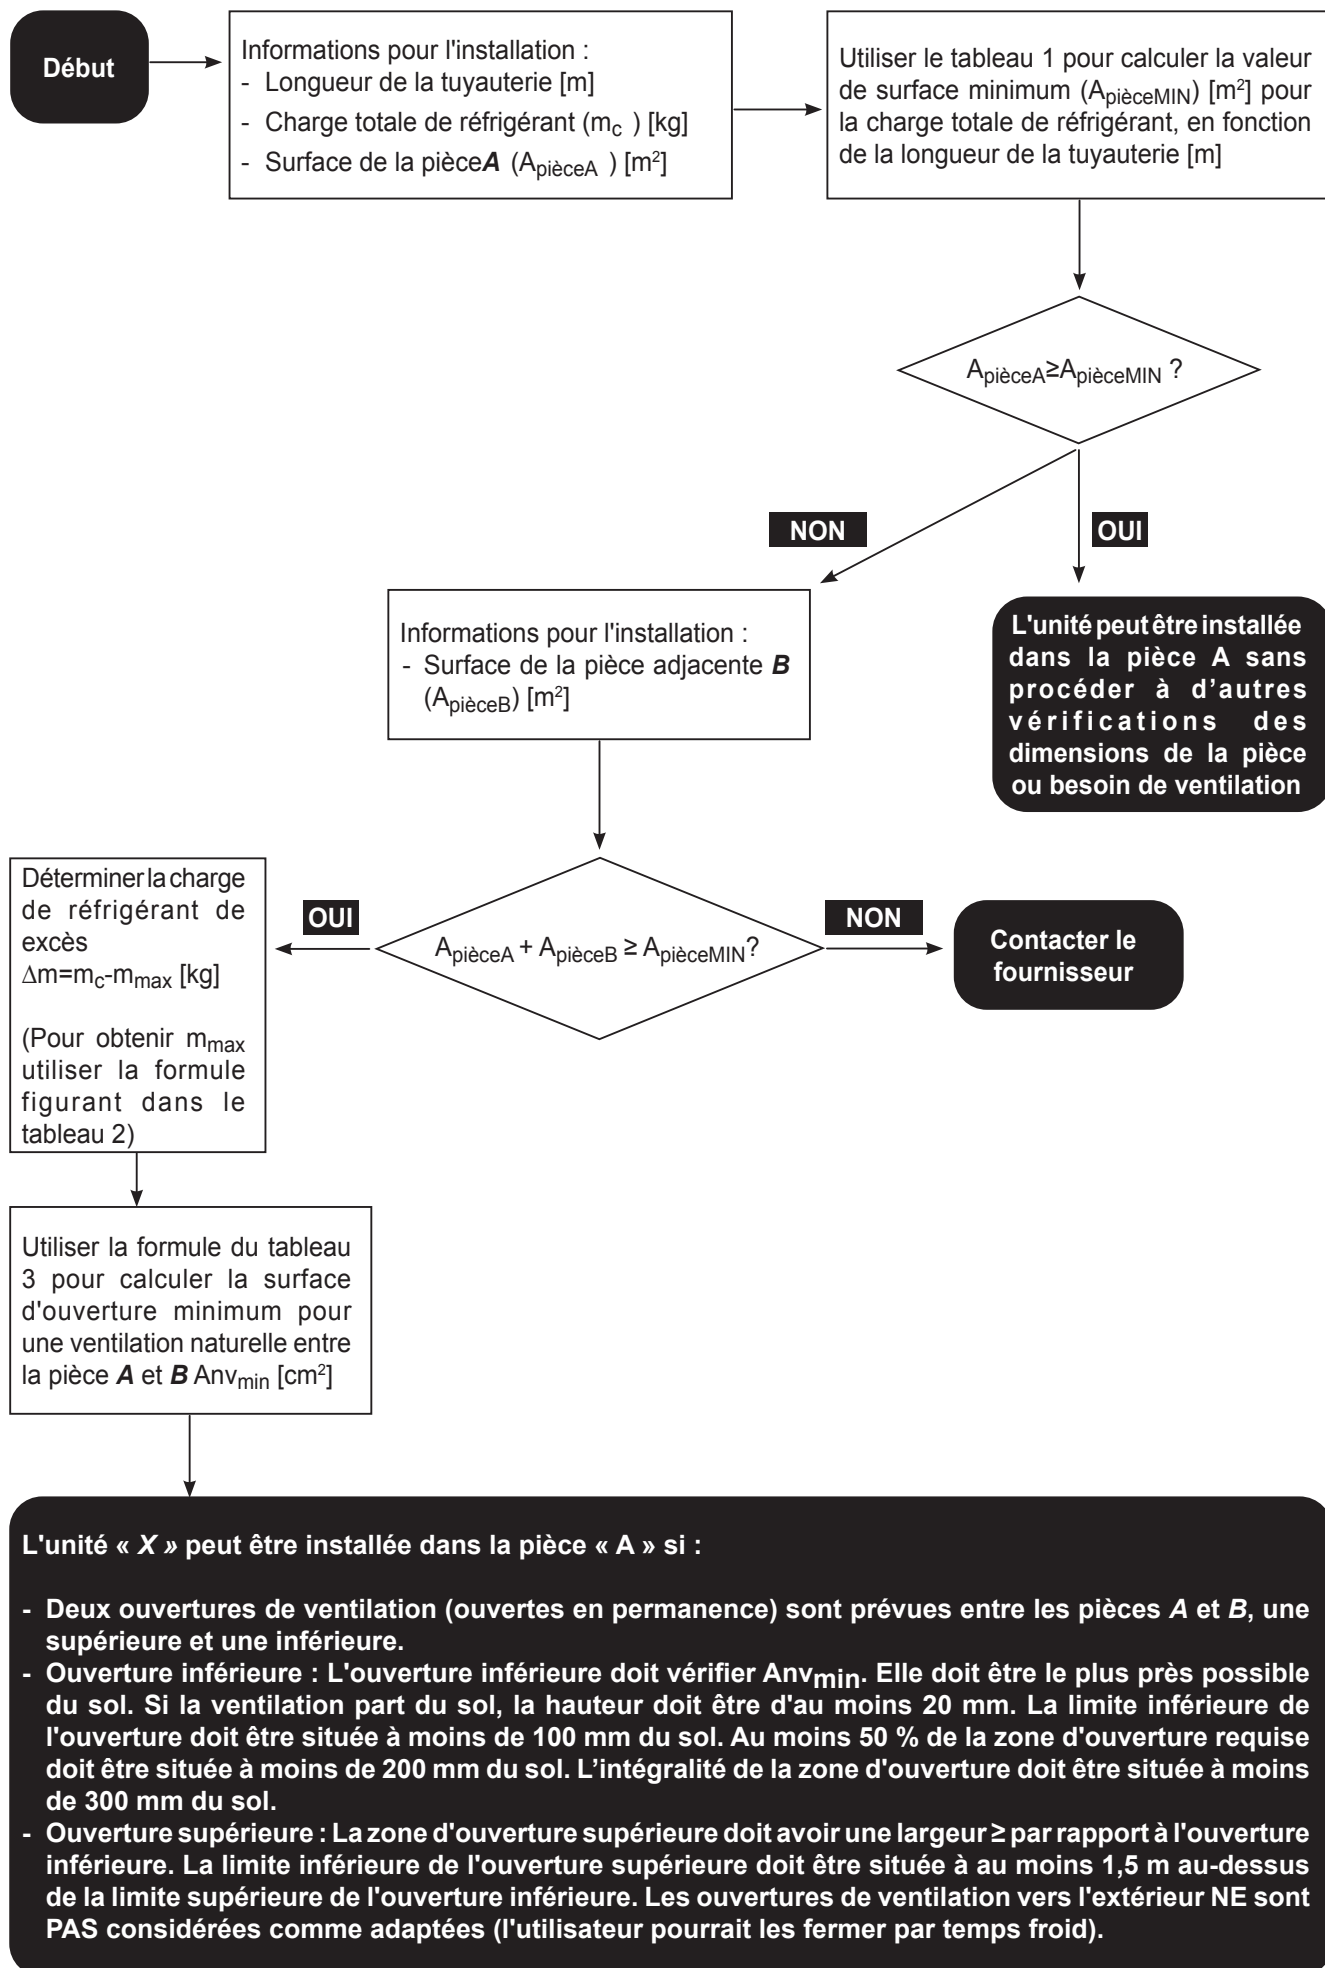 Début
Informations pour l'installation :
- Longueur de la tuyauterie [m]
- Charge totale de réfrigérant (mc ) [kg]
- Surface de la pièceA (ApièceA ) [m²]
Utiliser le tableau 1 pour calculer la valeur
de surface minimum (ApièceMIN) [m²] pour
la charge totale de réfrigérant, en fonction
de la longueur de la tuyauterie [m]
ApièceA≥ApièceMIN ?
NON
OUI
Informations pour l'installation :
- Surface de la pièce adjacente B
(ApièceB) [m²]
L'unité peut être installée
dans la pièce A sans
procéder à d’autres
vérifications des
dimensions de la pièce
ou besoin de ventilation
Déterminer la charge
de réfrigérant de
excès
Δm=mc-mmax [kg]
(Pour obtenir mmax
utiliser la formule
figurant dans le
tableau 2)
OUI
ApièceA + ApièceB ≥ ApièceMIN?
NON
Contacter le
fournisseur
Utiliser la formule du tableau
3 pour calculer la surface
d'ouverture minimum pour
une ventilation naturelle entre
la pièce A et B Anvmin [cm²]
L'unité « X » peut être installée dans la pièce « A » si :
- Deux ouvertures de ventilation (ouvertes en permanence) sont prévues entre les pièces A et B, une
supérieure et une inférieure.
- Ouverture inférieure : L'ouverture inférieure doit vérifier Anvmin. Elle doit être le plus près possible
du sol. Si la ventilation part du sol, la hauteur doit être d'au moins 20 mm. La limite inférieure de
l'ouverture doit être située à moins de 100 mm du sol. Au moins 50 % de la zone d'ouverture requise
doit être située à moins de 200 mm du sol. L’intégralité de la zone d'ouverture doit être située à moins
de 300 mm du sol.
- Ouverture supérieure : La zone d'ouverture supérieure doit avoir une largeur ≥ par rapport à l'ouverture
inférieure. La limite inférieure de l'ouverture supérieure doit être située à au moins 1,5 m au-dessus
de la limite supérieure de l'ouverture inférieure. Les ouvertures de ventilation vers l'extérieur NE sont
PAS considérées comme adaptées (l'utilisateur pourrait les fermer par temps froid).